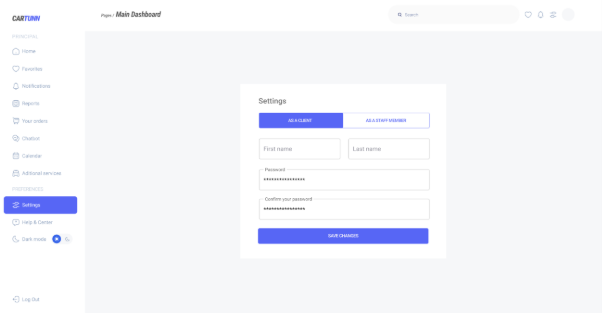 CARTUNN
Pages / Main Dashboard
Search
PRINCIPAL
Home
Favorites
Notifications
Reports
Your orders
Chatbot
Calendar
Aditional services
PREFERENCES
Settings
Help & Center
Dark mode
Log Out
Settings
AS A CLIENT
AS A STAFF MEMBER
First name
Last name
Password
****************
Confirm your password
****************
SAVE CHANGES